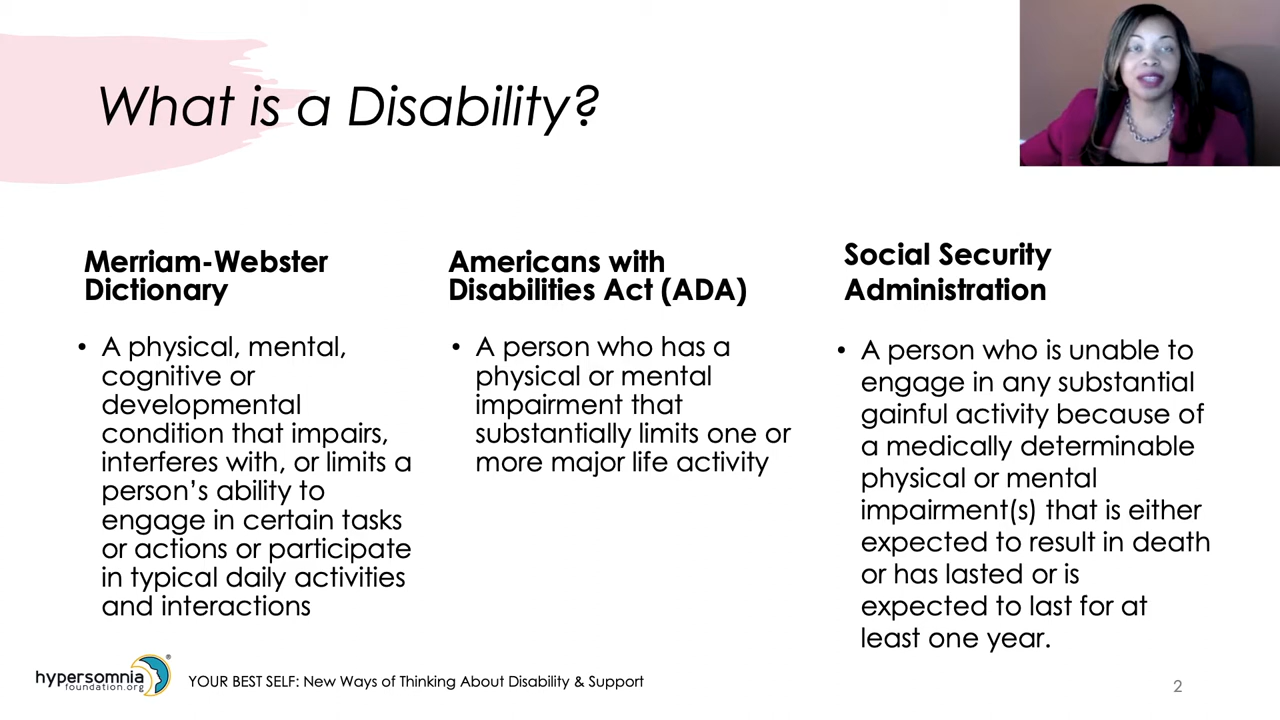 What is a Disability?
Merriam-Webster
Dictionary
• A physical, mental,
cognitive or
developmental
condition that impairs,
interferes with, or limits a
person's ability to
engage in certain tasks
or actions or participate
in typical daily activities
and interactions
Americans with
Disabilities Act (ADA)
• A person who has a
physical or mental
impairment that
substantially limits one or
more major life activity
Social Security
Administration
• A person who is unable to
engage in any substantial
gainful activity because of
a medically determinable
physical or mental
impairment(s) that is either
expected to result in death
or has lasted or is
expected to last for at
least one year.
hypersomnia®
foundation.org
YOUR BEST SELF: New Ways of Thinking About Disability & Support
2